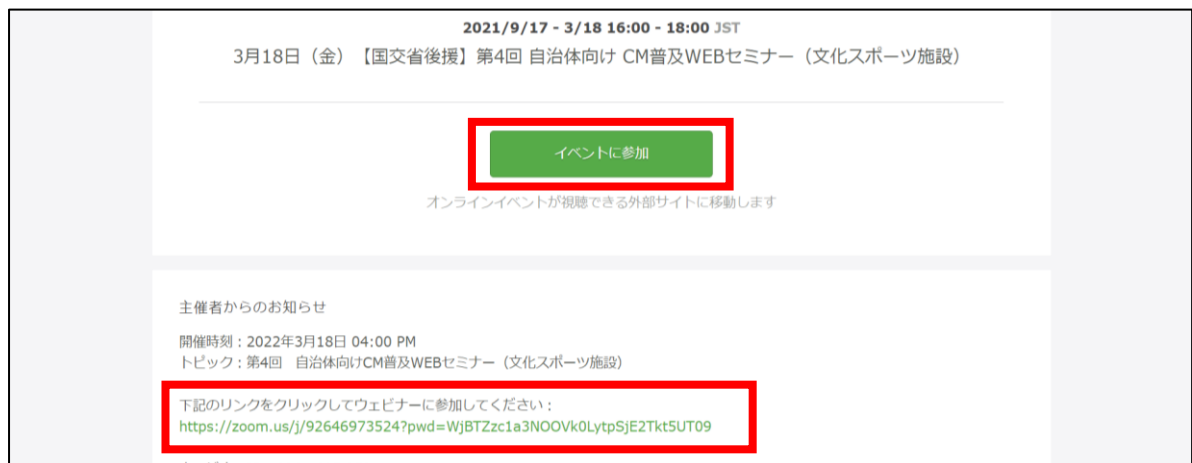 2021/9/17 - 3/18 16:00 - 18:00 JST
3月18日（金）【国交省後援】第4回 自治体向け CM普及WEBセミナー（文化スポーツ施設）
イベントに参加
オンラインイベントが視聴できる外部サイトに移動します
主催者からのお知らせ
開催時刻：2022年3月18日 04:00 PM
トピック：第4回　自治体向けCM普及WEBセミナー（文化スポーツ施設）
下記のリンクをクリックしてウェビナーに参加してください：
https://zoom.us/j/92646973524?pwd=WjBTZzc1a3NOOVk0LytpSjE2Tkt5UT09